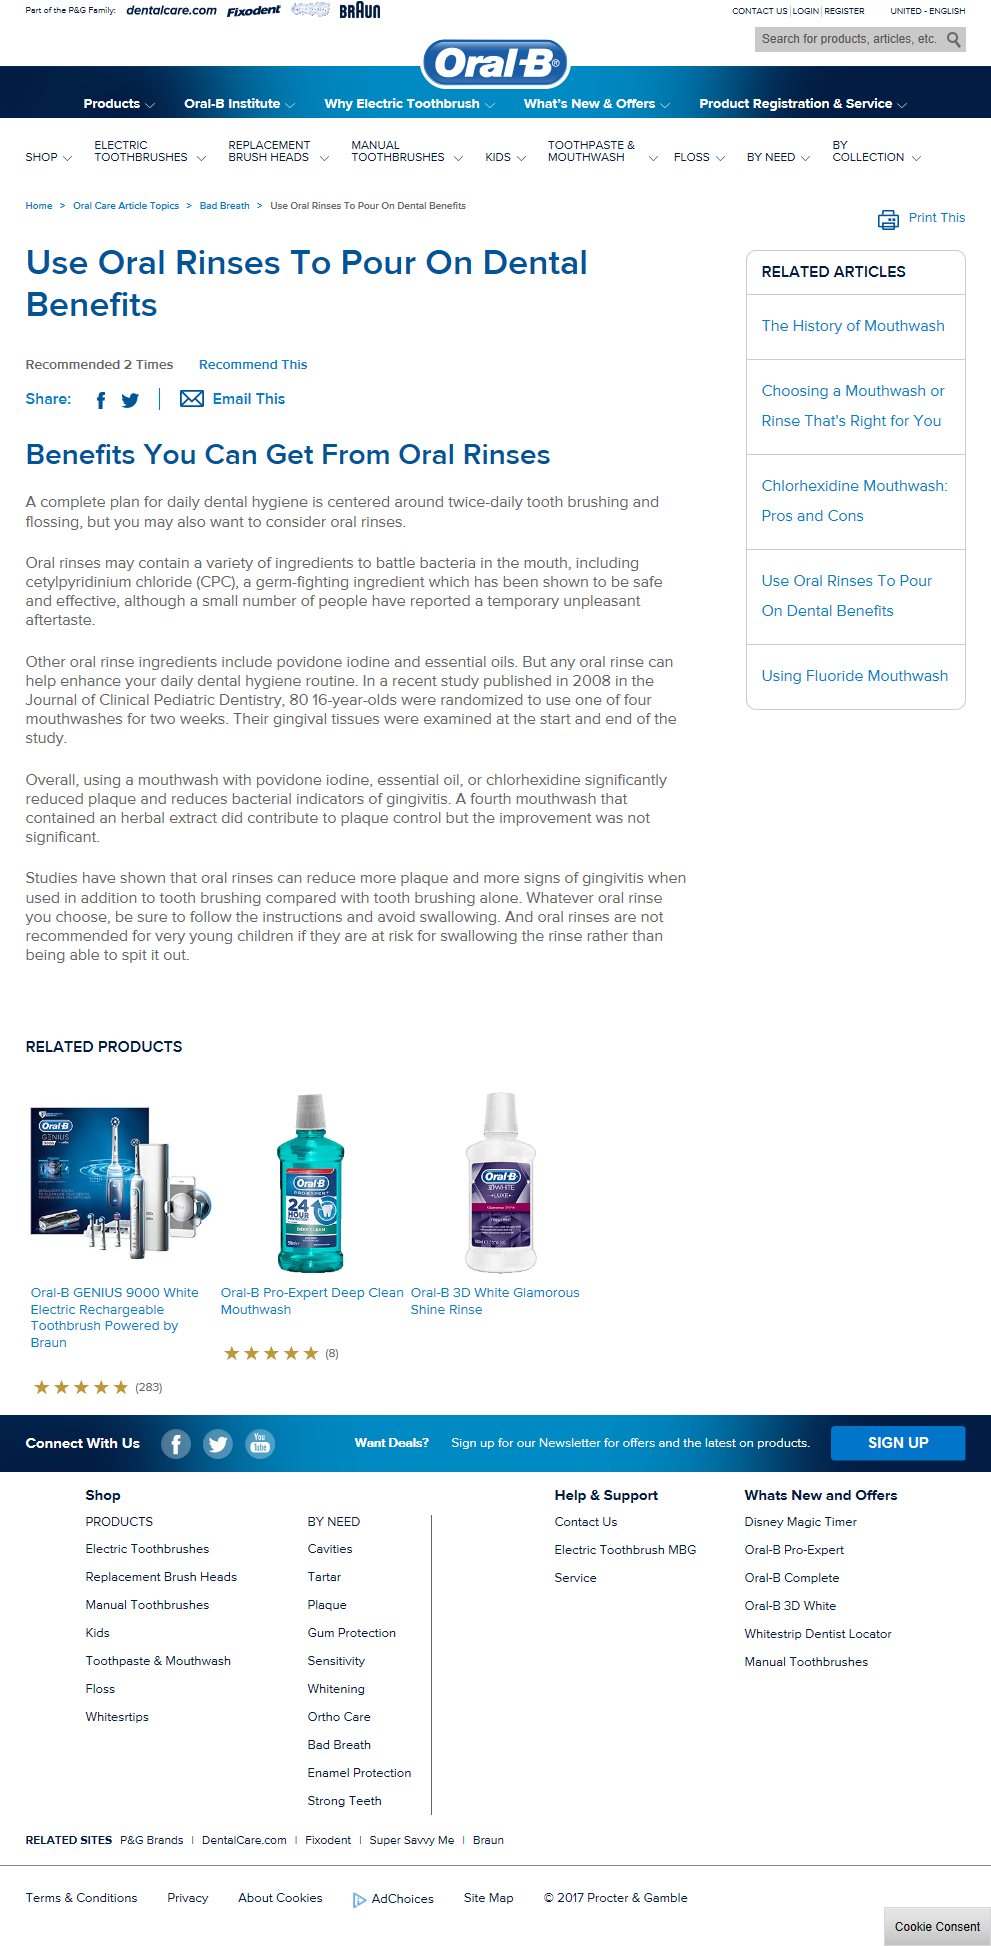 Part of the P&G Family: dentalcare.com Fixodent BRAUN
CONTACT US | LOGIN | REGISTER UNITED - ENGLISH
Search for products, articles, etc.
Oral-B®
Products Oral-B Institute Why Electric Toothbrush What's New & Offers Product Registration & Service
SHOP
ELECTRIC
TOOTHBRUSHES
REPLACEMENT
BRUSH HEADS
MANUAL
TOOTHBRUSHES
KIDS
TOOTHPASTE &
MOUTHWASH
FLOSS
BY NEED
BY
COLLECTION
Home > Oral Care Article Topics > Bad Breath > Use Oral Rinses To Pour On Dental Benefits
Print This
Use Oral Rinses To Pour On Dental
Benefits
Recommended 2 Times Recommend This
Share: Email This
Benefits You Can Get From Oral Rinses
A complete plan for daily dental hygiene is centered around twice-daily tooth brushing and
flossing, but you may also want to consider oral rinses.
Oral rinses may contain a variety of ingredients to battle bacteria in the mouth, including
cetylpyridinium chloride (CPC), a germ-fighting ingredient which has been shown to be safe
and effective, although a small number of people have reported a temporary unpleasant
aftertaste.
Other oral rinse ingredients include povidone iodine and essential oils. But any oral rinse can
help enhance your daily dental hygiene routine. In a recent study published in 2008 in the
Journal of Clinical Pediatric Dentistry, 80 16-year-olds were randomized to use one of four
mouthwashes for two weeks. Their gingival tissues were examined at the start and end of the
study.
Overall, using a mouthwash with povidone iodine, essential oil, or chlorhexidine significantly
reduced plaque and reduces bacterial indicators of gingivitis. A fourth mouthwash that
contained an herbal extract did contribute to plaque control but the improvement was not
significant.
Studies have shown that oral rinses can reduce more plaque and more signs of gingivitis when
used in addition to tooth brushing compared with tooth brushing alone. Whatever oral rinse
you choose, be sure to follow the instructions and avoid swallowing. And oral rinses are not
recommended for very young children if they are at risk for swallowing the rinse rather than
being able to spit it out.
RELATED ARTICLES
The History of Mouthwash
Choosing a Mouthwash or
Rinse That's Right for You
Chlorhexidine Mouthwash:
Pros and Cons
Use Oral Rinses To Pour
On Dental Benefits
Using Fluoride Mouthwash
RELATED PRODUCTS
Oral-B
GENIUS
Oral-B
PRO-EXPERT
24
HOUR
DEEP CLEAN
Oral-B
3D WHITE
LUXE
Oral-B GENIUS 9000 White
Electric Rechargeable
Toothbrush Powered by
Braun
(283)
Oral-B Pro-Expert Deep Clean
Mouthwash
(8)
Oral-B 3D White Glamorous
Shine Rinse
Connect With Us
You
Tube
Want Deals? Sign up for our Newsletter for offers and the latest on products. SIGN UP
Shop
PRODUCTS
Electric Toothbrushes
Replacement Brush Heads
Manual Toothbrushes
Kids
Toothpaste & Mouthwash
Floss
Whitesrtips
BY NEED
Cavities
Tartar
Plaque
Gum Protection
Sensitivity
Whitening
Ortho Care
Bad Breath
Enamel Protection
Strong Teeth
Help & Support
Contact Us
Electric Toothbrush MBG
Service
Whats New and Offers
Disney Magic Timer
Oral-B Pro-Expert
Oral-B Complete
Oral-B 3D White
Whitestrip Dentist Locator
Manual Toothbrushes
RELATED SITES P&G Brands | DentalCare.com | Fixodent | Super Savvy Me | Braun
Terms & Conditions Privacy About Cookies AdChoices Site Map © 2017 Procter & Gamble
Cookie Consent